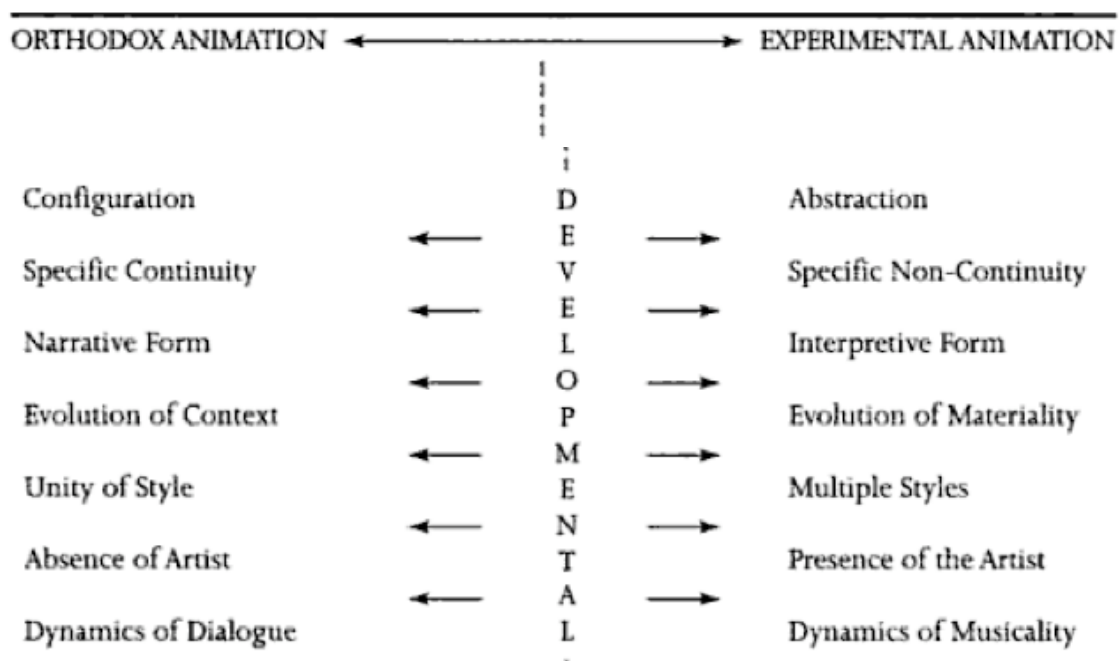 ORTHODOX ANIMATION EXPERIMENTAL ANIMATION
Configuration D Abstraction
E
Specific Continuity V Specific Non-Continuity
E
Narrative Form L Interpretive Form
O
Evolution of Context P Evolution of Materiality
M
Unity of Style E Multiple Styles
N
Absence of Artist T Presence of the Artist
A
Dynamics of Dialogue L Dynamics of Musicality